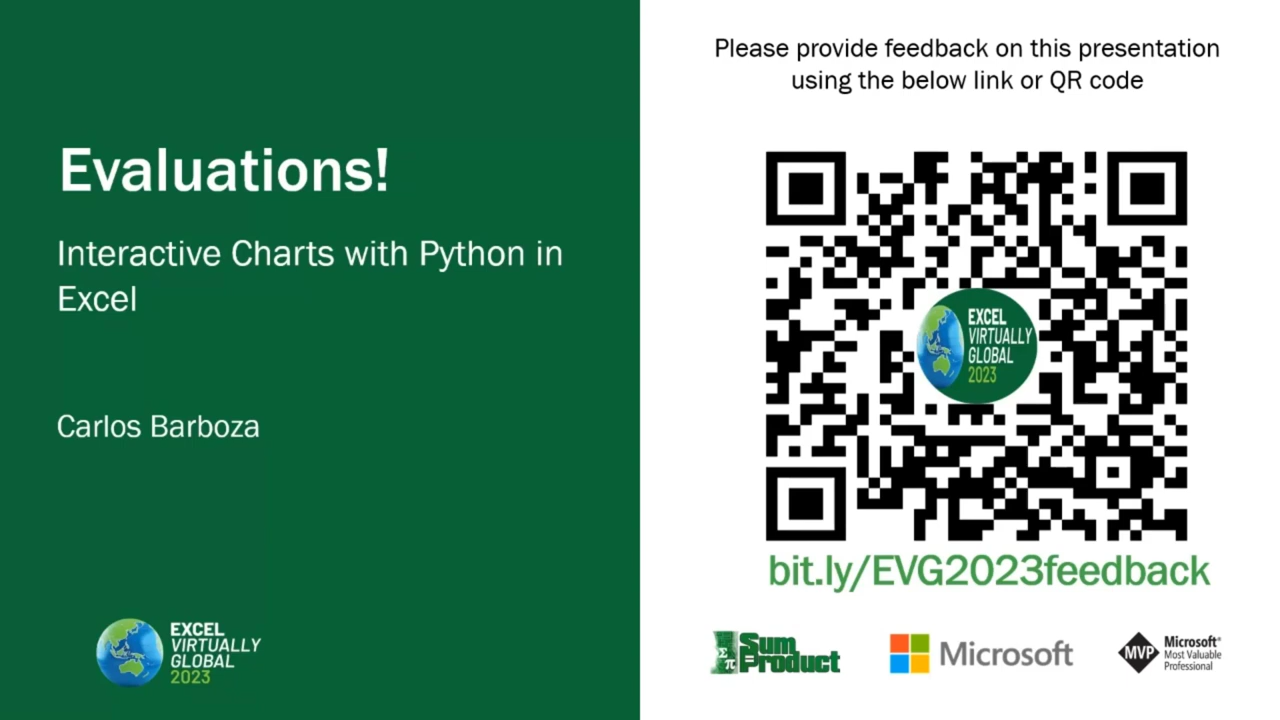 Evaluations!
Interactive Charts with Python in
Excel
Carlos Barboza
EXCEL
VIRTUALLY
GLOBAL
2023
Please provide feedback on this presentation
using the below link or QR code
EXCEL
VIRTUALLY
GLOBAL
2023
bit.ly/EVG2023feedback
Σ
π
Sum
Product
Microsoft
MVP
Microsoft®
Most Valuable
Professional